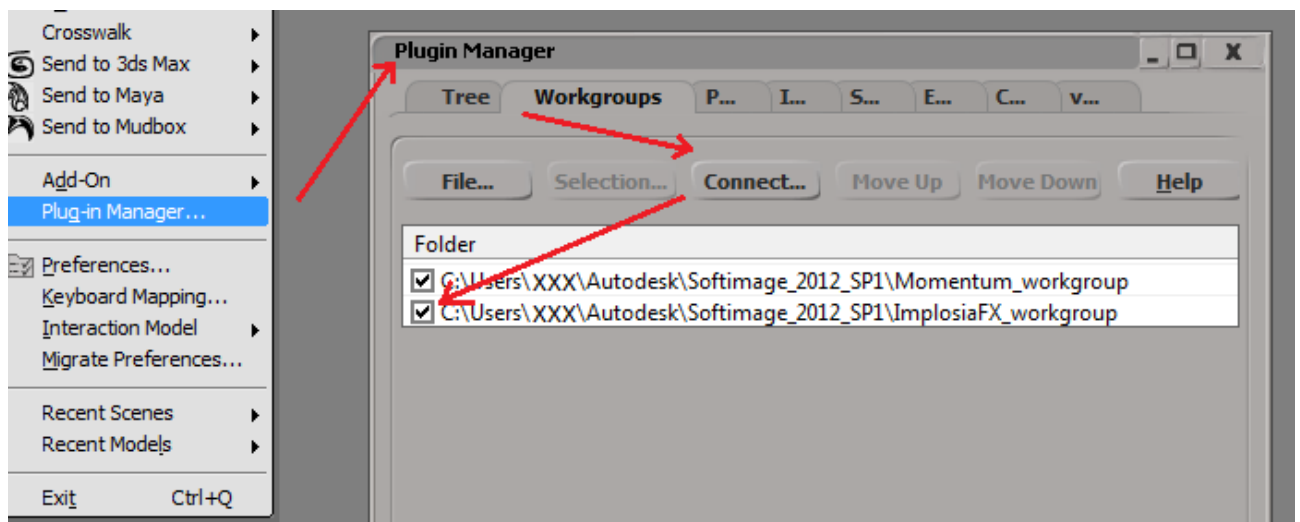 Crosswalk
Send to 3ds Max
Send to Maya
Send to Mudbox
Add-On
Plug-in Manager...
Preferences...
Keyboard Mapping...
Interaction Model
Migrate Preferences...
Recent Scenes
Recent Models
Exit Ctrl+Q
Plugin Manager
Tree Workgroups P... I... S... E... C... v...
File... Selection... Connect... Move Up Move Down Help
Folder
C:\Users\XXX\Autodesk\Softimage_2012_SP1\Momentum_workgroup
C:\Users\XXX\Autodesk\Softimage_2012_SP1\ImplosiaFX_workgroup